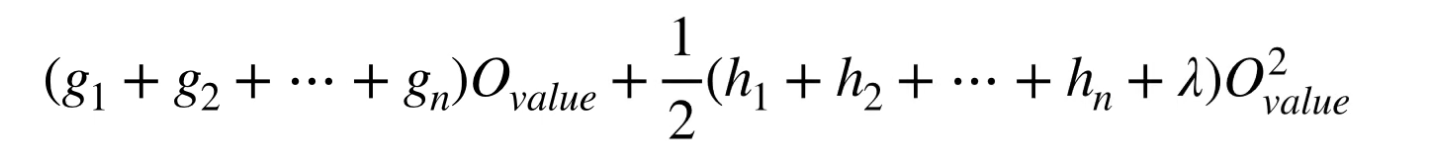 (g₁ + g₂ + ⋯ + gₙ)O_value + ½(h₁ + h₂ + ⋯ + hₙ + λ)O²_value